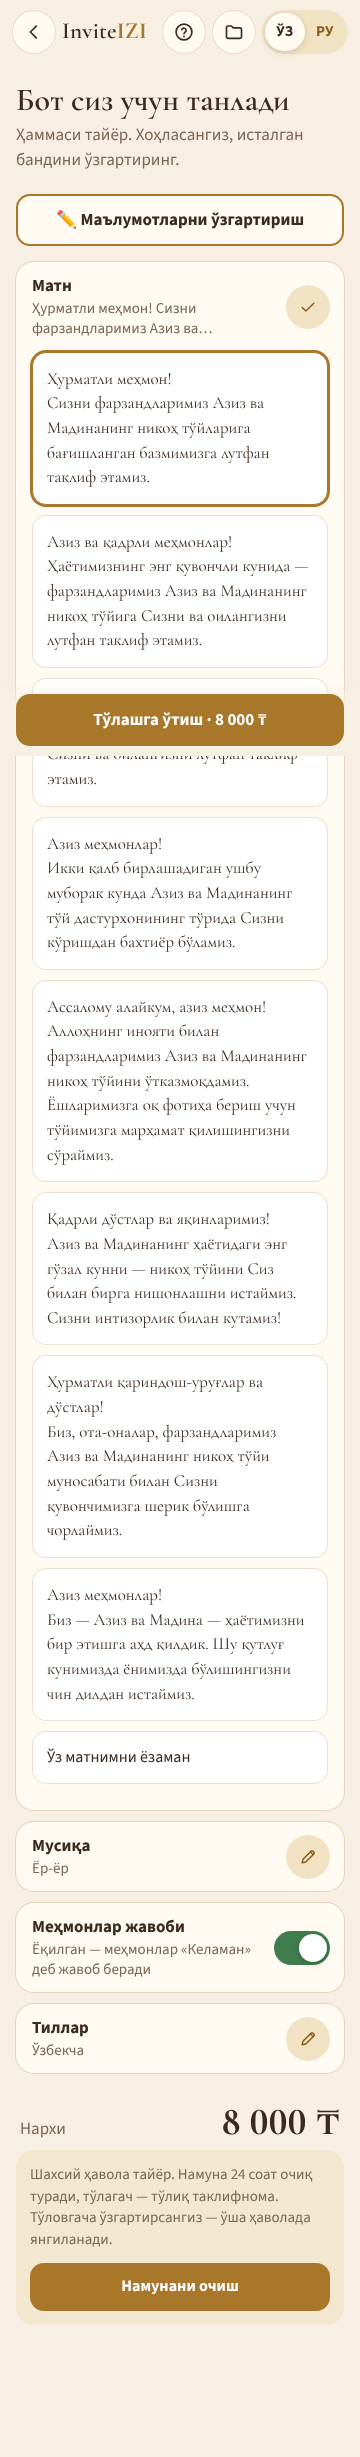 InviteIZI
ЎЗ
РУ
Бот сиз учун танлади
Ҳаммаси тайёр. Хоҳласангиз, исталган
бандини ўзгартиринг.
✏️ Маълумотларни ўзгартириш
Матн
Ҳурматли меҳмон! Сизни
фарзандларимиз Азиз ва…
Ҳурматли меҳмон!
Сизни фарзандларимиз Азиз ва
Мадинанинг никоҳ тўйларига
бағишланган базмимизга лутфан
таклиф этамиз.
Азиз ва қадрли меҳмонлар!
Ҳаётимизнинг энг қувончли кунида —
фарзандларимиз Азиз ва Мадинанинг
никоҳ тўйига Сизни ва оилангизни
лутфан таклиф этамиз.
Тўлашга ўтиш · 8 000 ₸
этамиз.
Азиз меҳмонлар!
Икки қалб бирлашадиган ушбу
муборак кунда Азиз ва Мадинанинг
тўй дастурхонининг тўрида Сизни
кўришдан бахтиёр бўламиз.
Ассалому алайкум, азиз меҳмон!
Аллоҳнинг инояти билан
фарзандларимиз Азиз ва Мадинанинг
никоҳ тўйини ўтказмоқдамиз.
Ёшларимизга оқ фотиҳа бериш учун
тўйимизга марҳамат қилишингизни
сўраймиз.
Қадрли дўстлар ва яқинларимиз!
Азиз ва Мадинанинг ҳаётидаги энг
гўзал кунни — никоҳ тўйини Сиз
билан бирга нишонлашни истаймиз.
Сизни интизорлик билан кутамиз!
Ҳурматли қариндош-уруғлар ва
дўстлар!
Биз, ота-оналар, фарзандларимиз
Азиз ва Мадинанинг никоҳ тўйи
муносабати билан Сизни
қувончимизга шерик бўлишга
чорлаймиз.
Азиз меҳмонлар!
Биз — Азиз ва Мадина — ҳаётимизни
бир этишга аҳд қилдик. Шу қутлуғ
кунимизда ёнимизда бўлишингизни
чин дилдан истаймиз.
Ўз матнимни ёзаман
Мусиқа
Ёр-ёр
Меҳмонлар жавоби
Ёқилган — меҳмонлар «Келаман»
деб жавоб беради
Тиллар
Ўзбекча
Нархи
8 000 ₸
Шахсий ҳавола тайёр. Намуна 24 соат очиқ
туради, тўлагач — тўлиқ таклифнома.
Тўловгача ўзгартирсангиз — ўша ҳаволада
янгиланади.
Намунани очиш